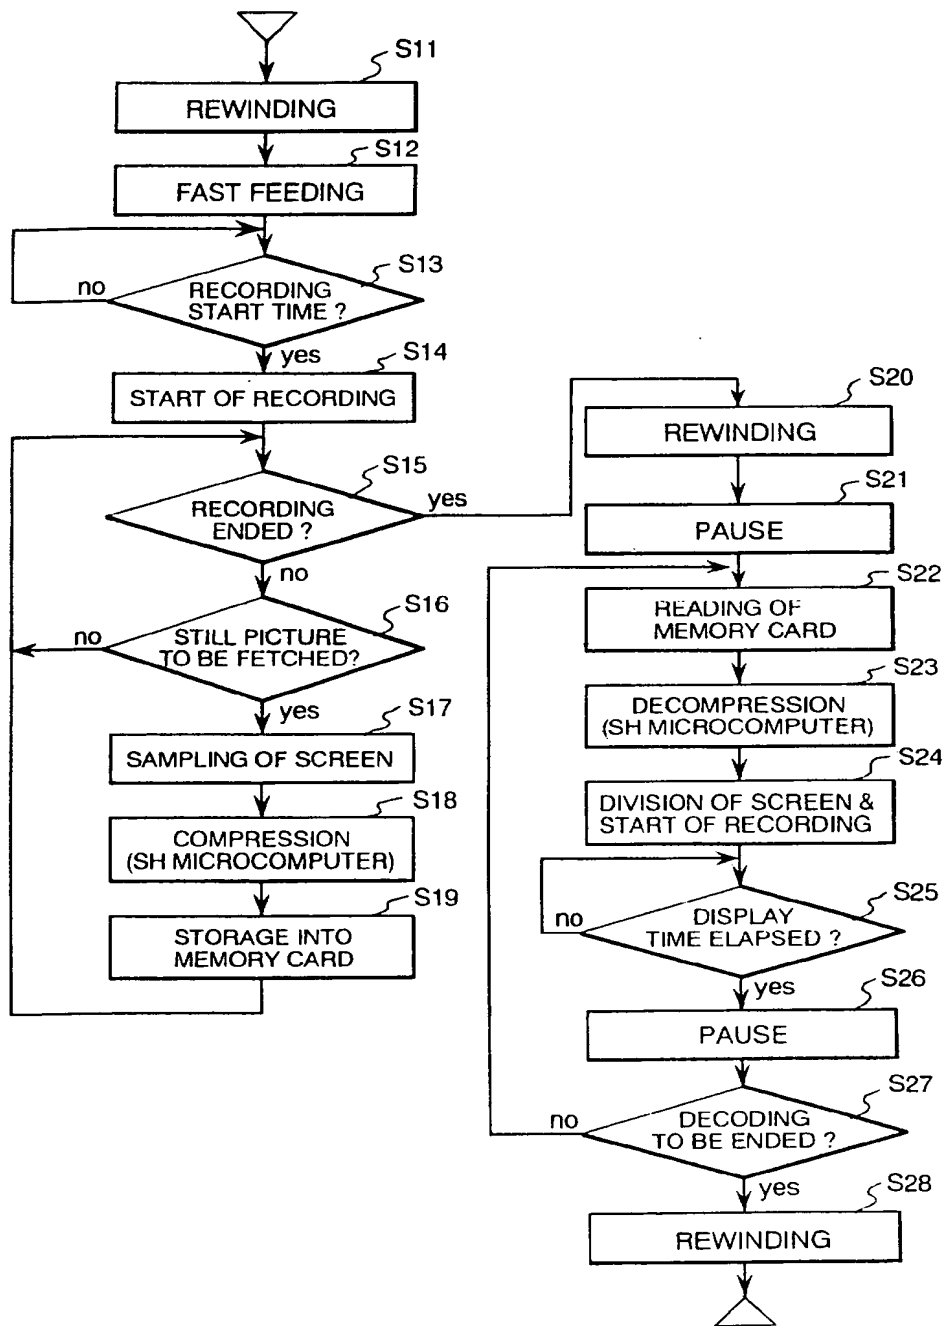 S11
REWINDING
S12
FAST FEEDING
S13
RECORDING
START TIME ?
no
yes
S14
START OF RECORDING
S15
RECORDING
ENDED ?
yes
no
S16
STILL PICTURE
TO BE FETCHED?
no
yes
S17
SAMPLING OF SCREEN
S18
COMPRESSION
(SH MICROCOMPUTER)
S19
STORAGE INTO
MEMORY CARD
S20
REWINDING
S21
PAUSE
S22
READING OF
MEMORY CARD
S23
DECOMPRESSION
(SH MICROCOMPUTER)
S24
DIVISION OF SCREEN &
START OF RECORDING
S25
DISPLAY
TIME ELAPSED ?
no
yes
S26
PAUSE
S27
DECODING
TO BE ENDED ?
no
yes
S28
REWINDING